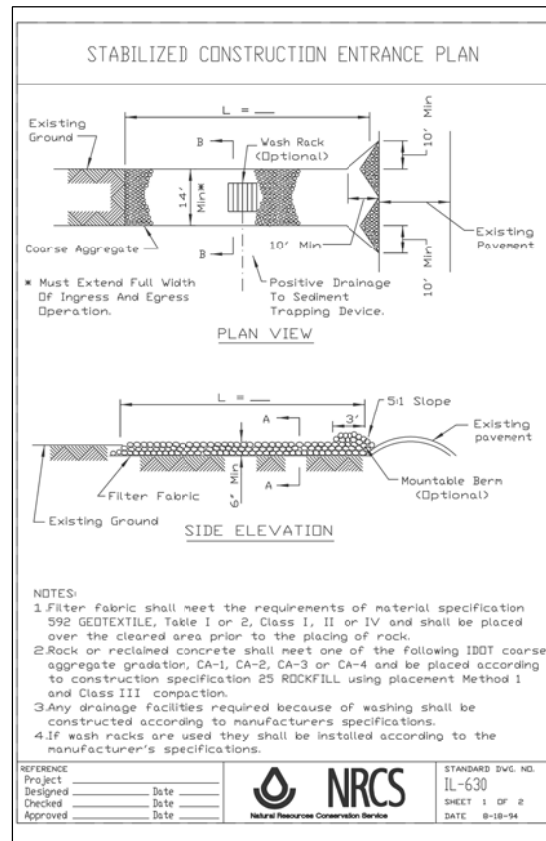 STABILIZED CONSTRUCTION ENTRANCE PLAN
L = ___
Existing
Ground
B
Wash Rack
(Optional)
10' Min
14'
Min*
Coarse Aggregate
B
10' Min
Existing
Pavement
10' Min
* Must Extend Full Width
Of Ingress And Egress
Operation.
Positive Drainage
To Sediment
Trapping Device.
PLAN VIEW
L = ___
A
3'
5:1 Slope
Existing
pavement
Filter Fabric
6" Min
A
Mountable Berm
(Optional)
Existing Ground
SIDE ELEVATION
NOTES:
1.Filter fabric shall meet the requirements of material specification
592 GEOTEXTILE, Table I or 2, Class I, II or IV and shall be placed
over the cleared area prior to the placing of rock.
2.Rock or reclaimed concrete shall meet one of the following IDOT coarse
aggregate gradation, CA-1, CA-2, CA-3 or CA-4 and be placed according
to construction specification 25 ROCKFILL using placement Method 1
and Class III compaction.
3.Any drainage facilities required because of washing shall be
constructed according to manufacturers specifications.
4.If wash racks are used they shall be installed according to the
manufacturer's specifications.
REFERENCE
Project
Designed Date
Checked Date
Approved Date
NRCS
Natural Resources Conservation Service
STANDARD DWG. NO.
IL-630
SHEET 1 OF 2
DATE 8-18-94